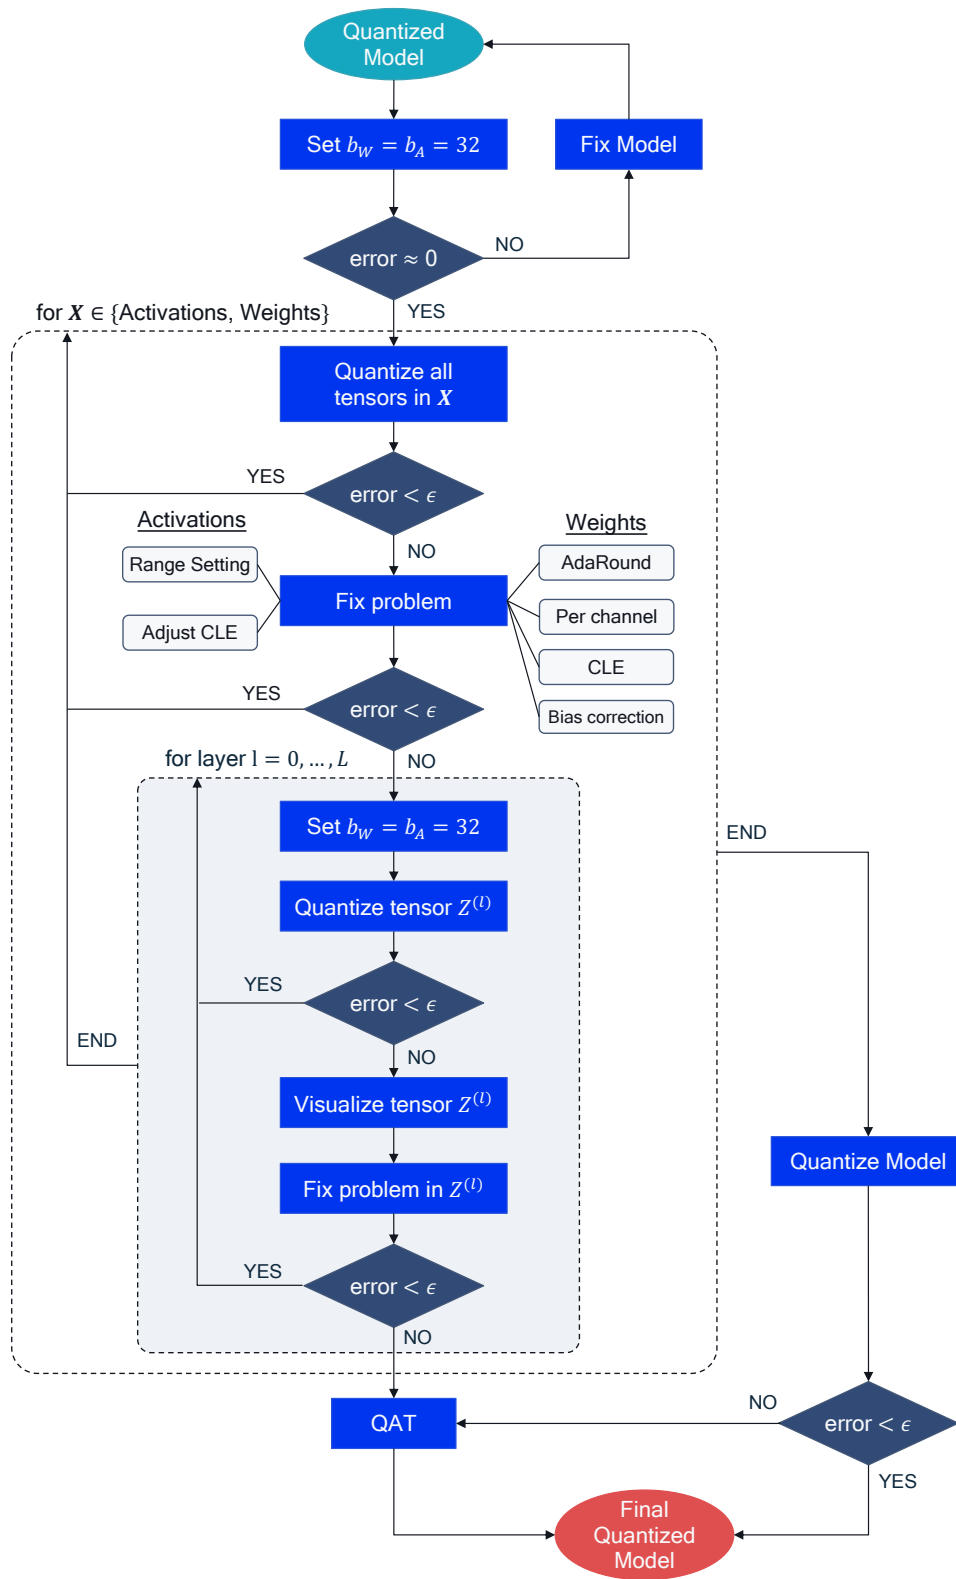 Quantized
Model
Set b_W = b_A = 32
Fix Model
error ≈ 0
NO
YES
for X ∈ {Activations, Weights}
Quantize all
tensors in X
YES
error < ϵ
Activations
Weights
NO
Range Setting
AdaRound
Fix problem
Per channel
Adjust CLE
CLE
YES
error < ϵ
Bias correction
for layer l = 0, … , L
NO
Set b_W = b_A = 32
END
Quantize tensor Z^(l)
YES
error < ϵ
END
NO
Visualize tensor Z^(l)
Quantize Model
Fix problem in Z^(l)
YES
error < ϵ
NO
QAT
NO
error < ϵ
YES
Final
Quantized
Model